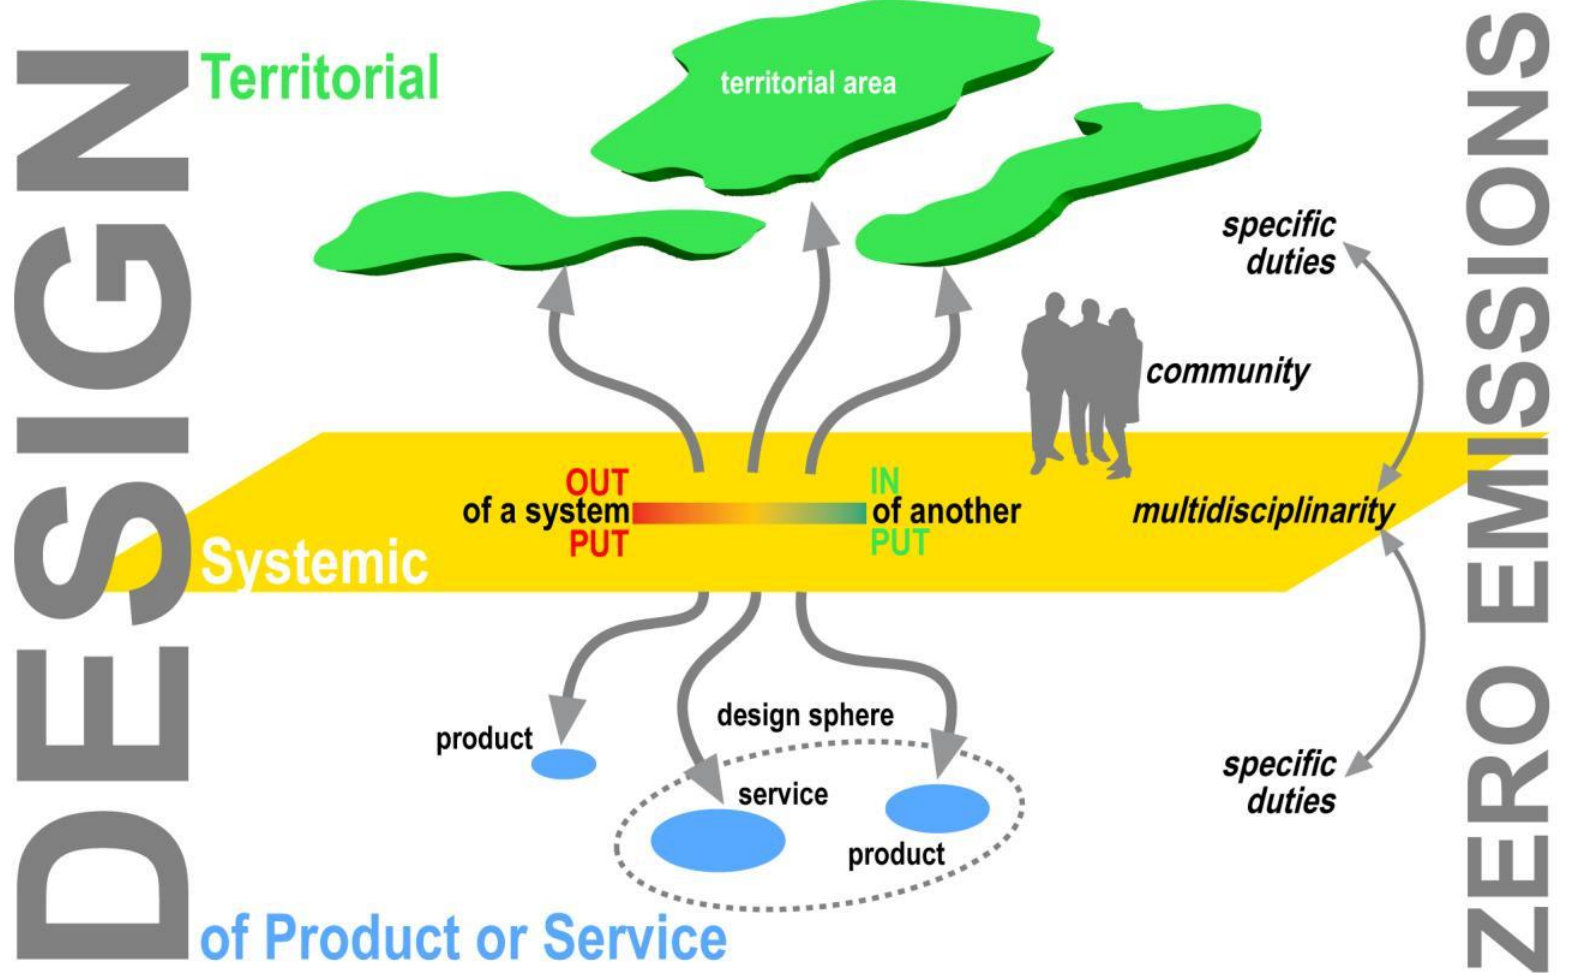 DESIGN
Territorial
territorial area
specific
duties
community
OUT
of a system
PUT
IN
of another
PUT
multidisciplinarity
Systemic
product
design sphere
service
product
specific
duties
of Product or Service
ZERO EMISSIONS